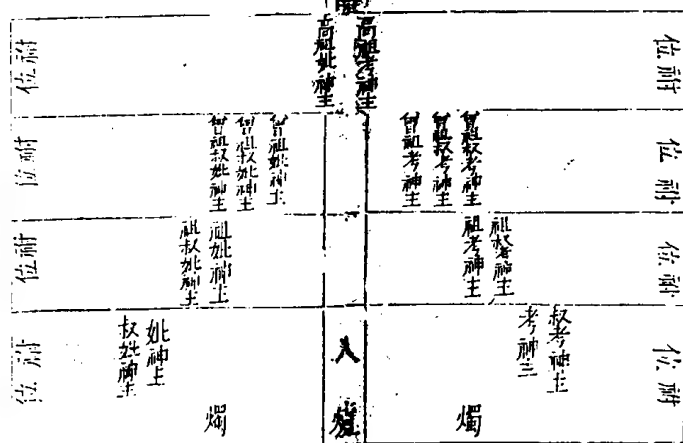 祔位
高祖考神主
高祖妣神主
祔位
祔位
曾祖叔考神主
曾祖叔考神主
曾祖考神主
曾祖妣神主
曾祖叔妣神主
曾祖叔妣神主
祔位
祔位
祖叔考神主
祖考神主
祖妣神主
祖叔妣神主
祔位
祔位
叔考神主
考神主
妣神主
叔妣神主
祔位
燭
燭